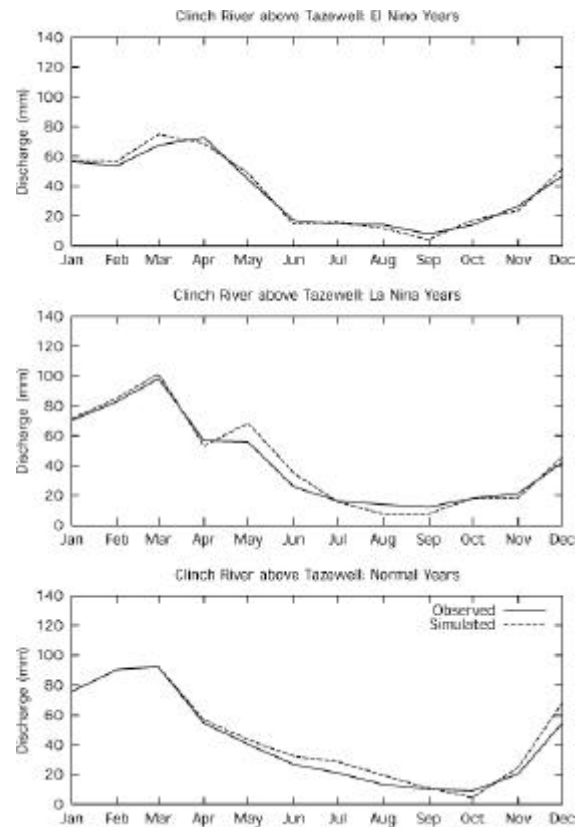 Clinch River above Tazewell: El Nino Years
140
120
100
80
60
40
20
0
Discharge (mm)
Jan Feb Mar Apr May Jun Jul Aug Sep Oct Nov Dec
Clinch River above Tazewell: La Nina Years
140
120
100
80
60
40
20
0
Discharge (mm)
Jan Feb Mar Apr May Jun Jul Aug Sep Oct Nov Dec
Clinch River above Tazewell: Normal Years
140
120
100
80
60
40
20
0
Discharge (mm)
Observed
Simulated
Jan Feb Mar Apr May Jun Jul Aug Sep Oct Nov Dec